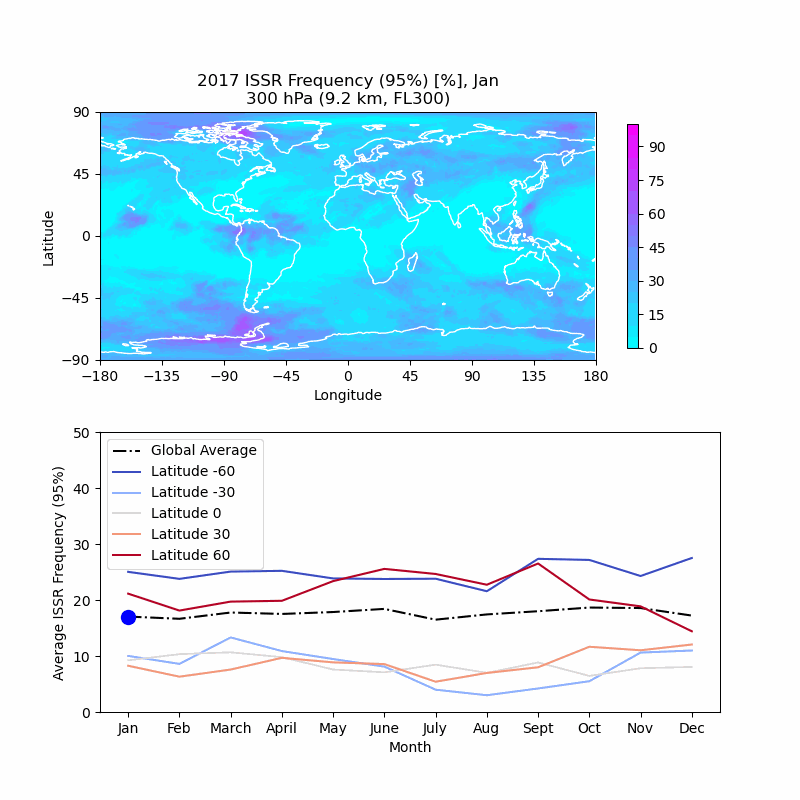 2017 ISSR Frequency (95%) [%], Jan
300 hPa (9.2 km, FL300)
90
45
0
−45
−90
Latitude
−180 −135 −90 −45 0 45 90 135 180
Longitude
90
75
60
45
30
15
0
50
40
30
20
10
0
Average ISSR Frequency (95%)
Global Average
Latitude -60
Latitude -30
Latitude 0
Latitude 30
Latitude 60
Jan Feb March April May June July Aug Sept Oct Nov Dec
Month